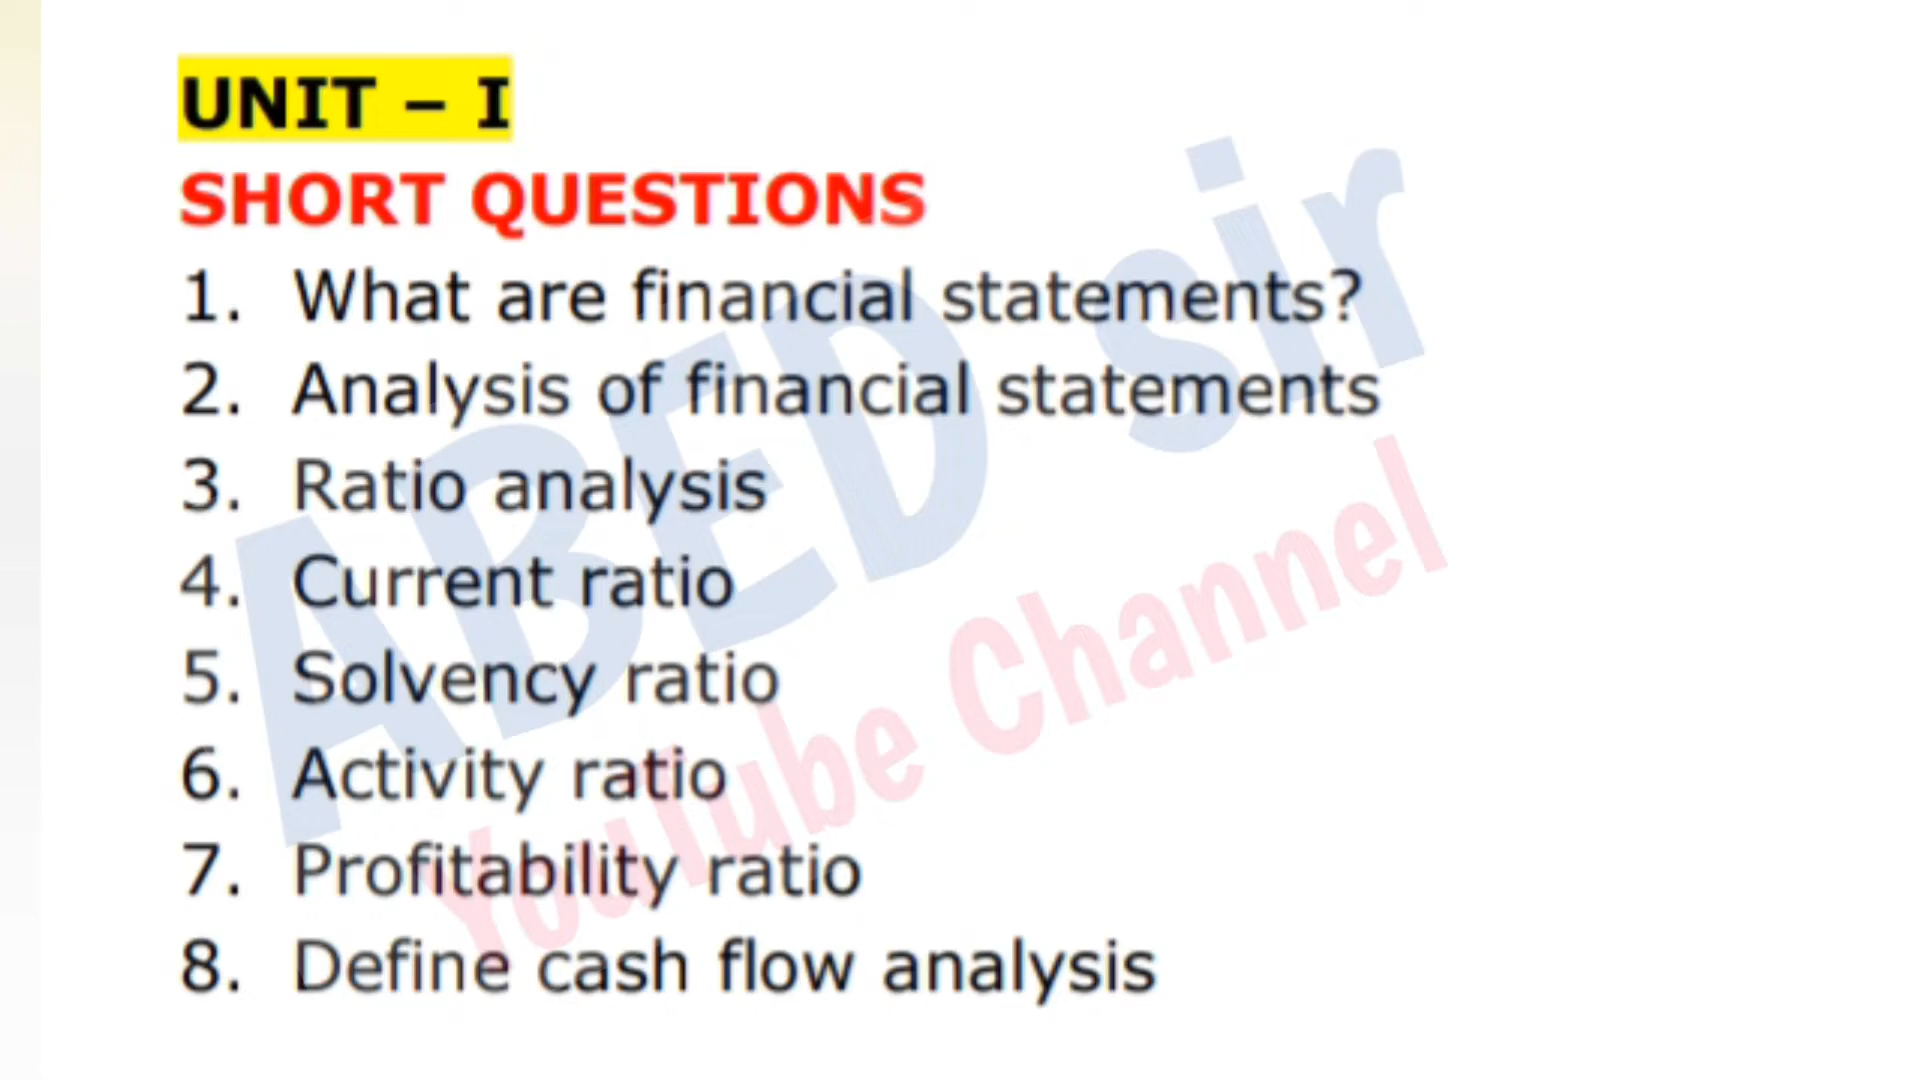 UNIT – I
SHORT QUESTIONS
1. What are financial statements?
2. Analysis of financial statements
3. Ratio analysis
4. Current ratio
5. Solvency ratio
6. Activity ratio
7. Profitability ratio
8. Define cash flow analysis
ABED sir
YouTube Channel